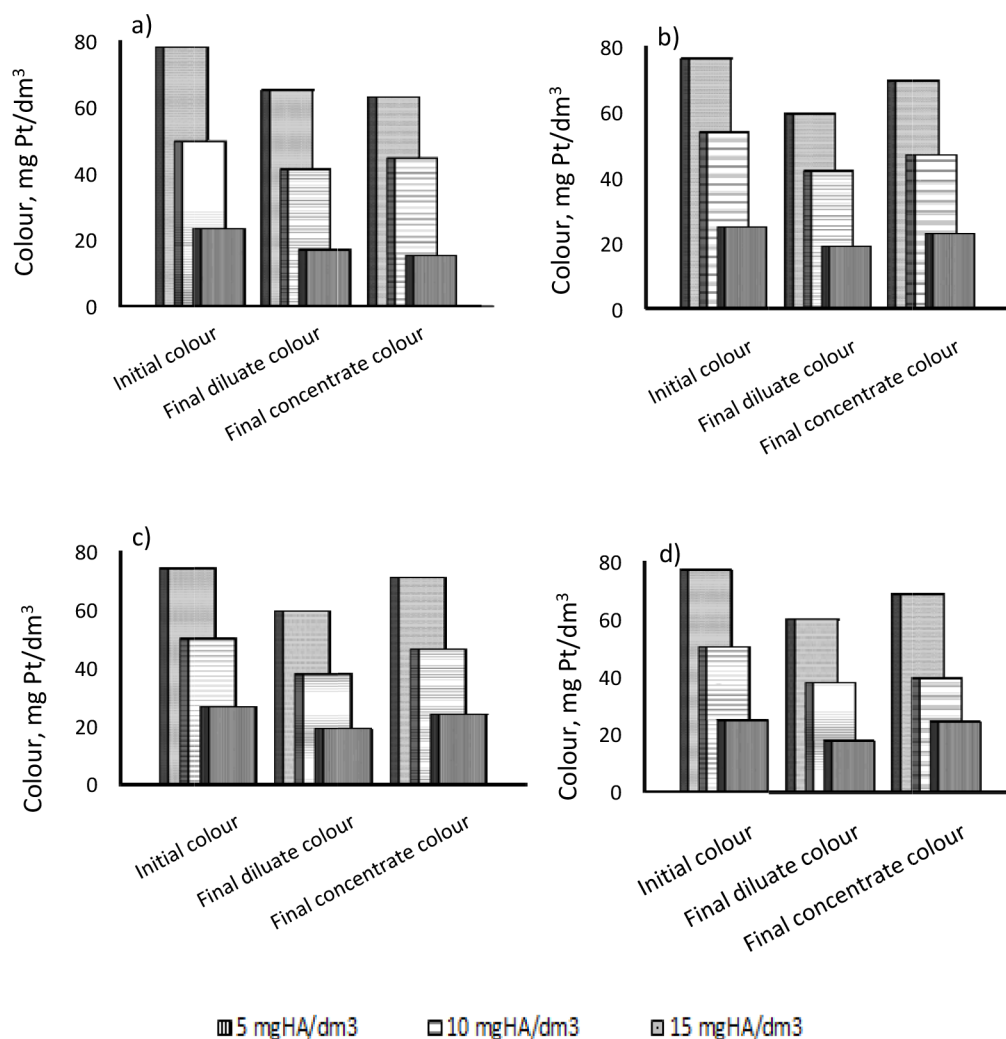 a)
Colour, mg Pt/dm³
80
60
40
20
0
Initial colour
Final diluate colour
Final concentrate colour
b)
Colour, mg Pt/dm³
80
60
40
20
0
Initial colour
Final diluate colour
Final concentrate colour
c)
Colour, mg Pt/dm³
80
60
40
20
0
Initial colour
Final diluate colour
Final concentrate colour
d)
Colour, mg Pt/dm³
80
60
40
20
0
Initial colour
Final diluate colour
Final concentrate colour
5 mgHA/dm3 10 mgHA/dm3 15 mgHA/dm3